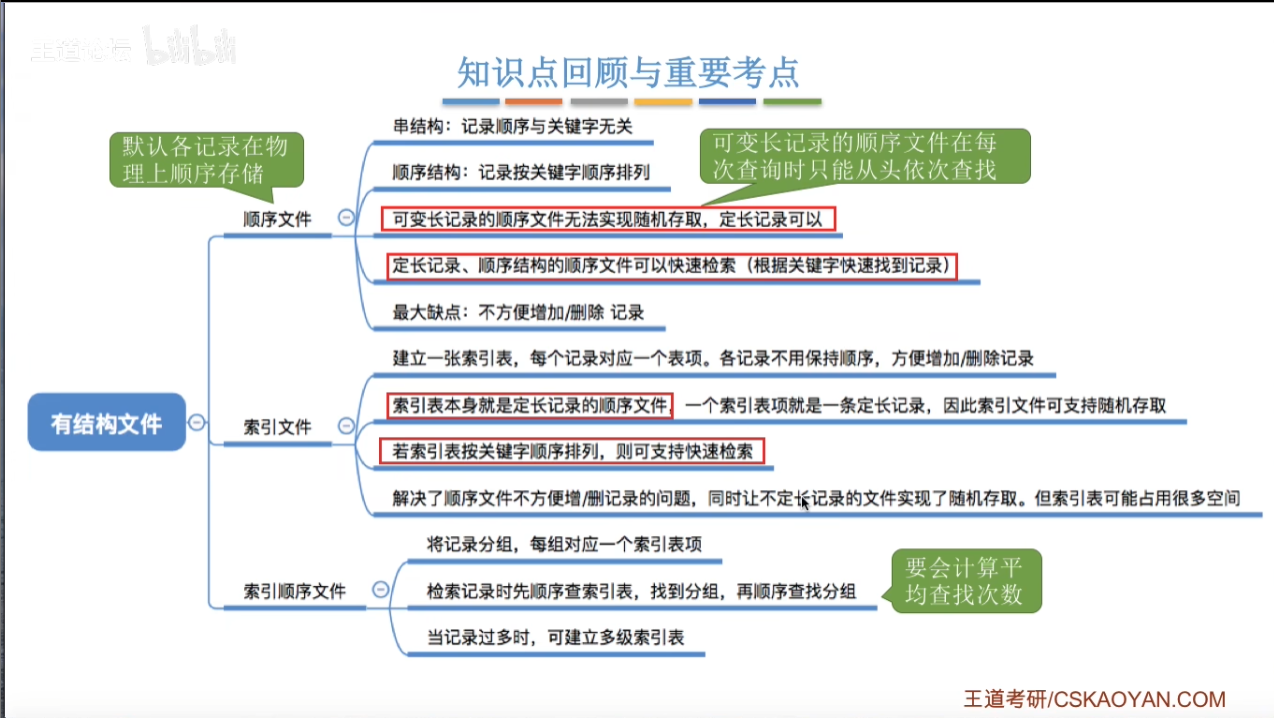 王道论坛 bilibili
知识点回顾与重要考点
默认各记录在物
理上顺序存储
串结构：记录顺序与关键字无关
可变长记录的顺序文件在每
次查询时只能从头依次查找
顺序结构：记录按关键字顺序排列
顺序文件
可变长记录的顺序文件无法实现随机存取，定长记录可以
定长记录、顺序结构的顺序文件可以快速检索（根据关键字快速找到记录）
最大缺点：不方便增加/删除 记录
建立一张索引表，每个记录对应一个表项。各记录不用保持顺序，方便增加/删除记录
有结构文件
索引文件
索引表本身就是定长记录的顺序文件，一个索引表项就是一条定长记录，因此索引文件可支持随机存取
若索引表按关键字顺序排列，则可支持快速检索
解决了顺序文件不方便增/删记录的问题，同时让不定长记录的文件实现了随机存取。但索引表可能占用很多空间
将记录分组，每组对应一个索引表项
索引顺序文件
检索记录时先顺序查索引表，找到分组，再顺序查找分组
要会计算平
均查找次数
当记录过多时，可建立多级索引表
王道考研/CSKAOYAN.COM